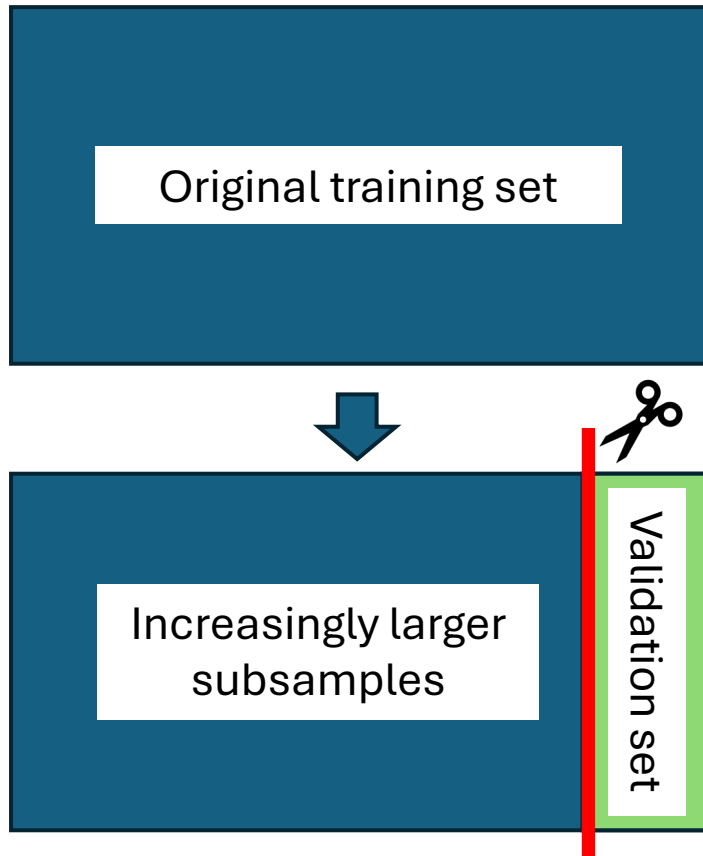 Original training set
Increasingly larger
subsamples
Validation set